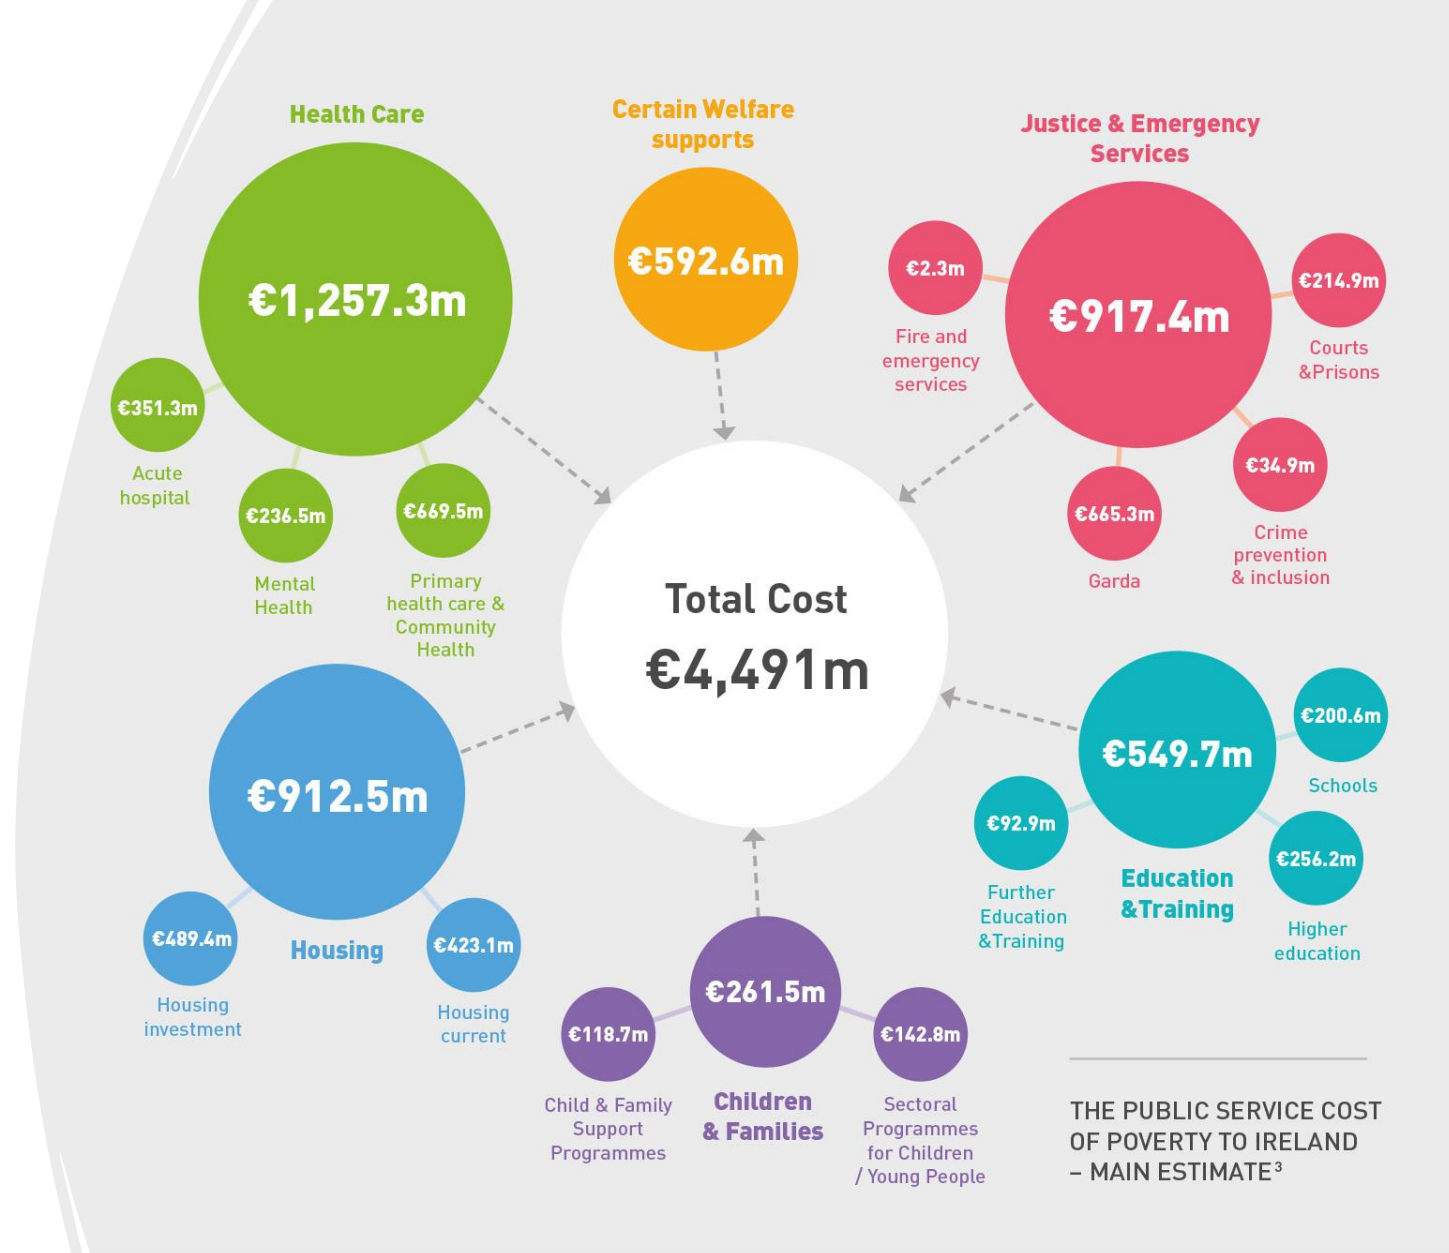 Health Care
€1,257.3m
€351.3m
Acute
hospital
€236.5m
Mental
Health
€669.5m
Primary
health care &
Community
Health
Certain Welfare
supports
€592.6m
Justice & Emergency
Services
€917.4m
€2.3m
Fire and
emergency
services
€214.9m
Courts
&Prisons
€34.9m
Crime
prevention
& inclusion
€665.3m
Garda
Total Cost
€4,491m
€912.5m
Housing
€489.4m
Housing
investment
€423.1m
Housing
current
€261.5m
Children
& Families
€118.7m
Child & Family
Support
Programmes
€142.8m
Sectoral
Programmes
for Children
/ Young People
€549.7m
Education
&Training
€200.6m
Schools
€92.9m
Further
Education
&Training
€256.2m
Higher
education
THE PUBLIC SERVICE COST
OF POVERTY TO IRELAND
– MAIN ESTIMATE³